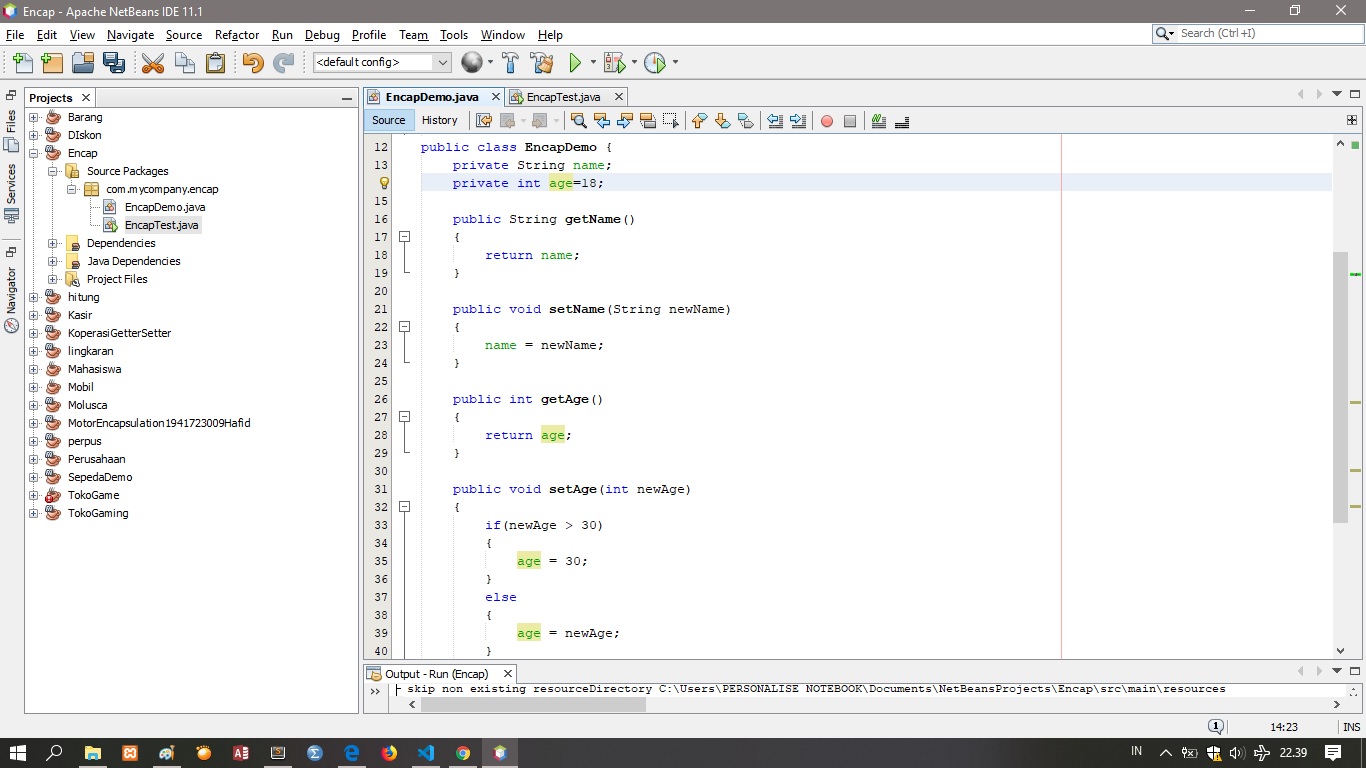 Encap - Apache NetBeans IDE 11.1
File Edit View Navigate Source Refactor Run Debug Profile Team Tools Window Help
Search (Ctrl+I)
<default config>
Files
Services
Navigator
Projects
Barang
DIskon
Encap
Source Packages
com.mycompany.encap
EncapDemo.java
EncapTest.java
Dependencies
Java Dependencies
Project Files
hitung
Kasir
KoperasiGetterSetter
lingkaran
Mahasiswa
Mobil
Molusca
MotorEncapsulation1941723009Hafid
perpus
Perusahaan
SepedaDemo
TokoGame
TokoGaming
EncapDemo.java EncapTest.java
Source History
12 public class EncapDemo {
13 private String name;
private int age=18;
15
16 public String getName()
17 {
18 return name;
19 }
20
21 public void setName(String newName)
22 {
23 name = newName;
24 }
25
26 public int getAge()
27 {
28 return age;
29 }
30
31 public void setAge(int newAge)
32 {
33 if(newAge > 30)
34 {
35 age = 30;
36 }
37 else
38 {
39 age = newAge;
40 }
Output - Run (Encap)
skip non existing resourceDirectory C:\Users\PERSONALISE NOTEBOOK\Documents\NetBeansProjects\Encap\src\main\resources
1 14:23 INS
IN 22.39